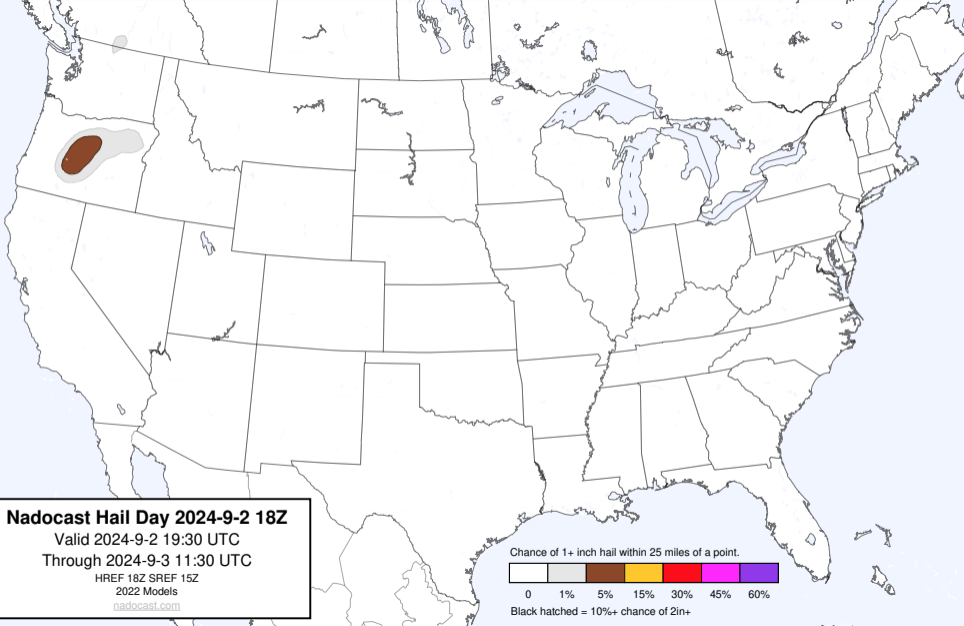 Nadocast Hail Day 2024-9-2 18Z
Valid 2024-9-2 19:30 UTC
Through 2024-9-3 11:30 UTC
HREF 18Z SREF 15Z
2022 Models
nadocast.com
Chance of 1+ inch hail within 25 miles of a point.
0 1% 5% 15% 30% 45% 60%
Black hatched = 10%+ chance of 2in+